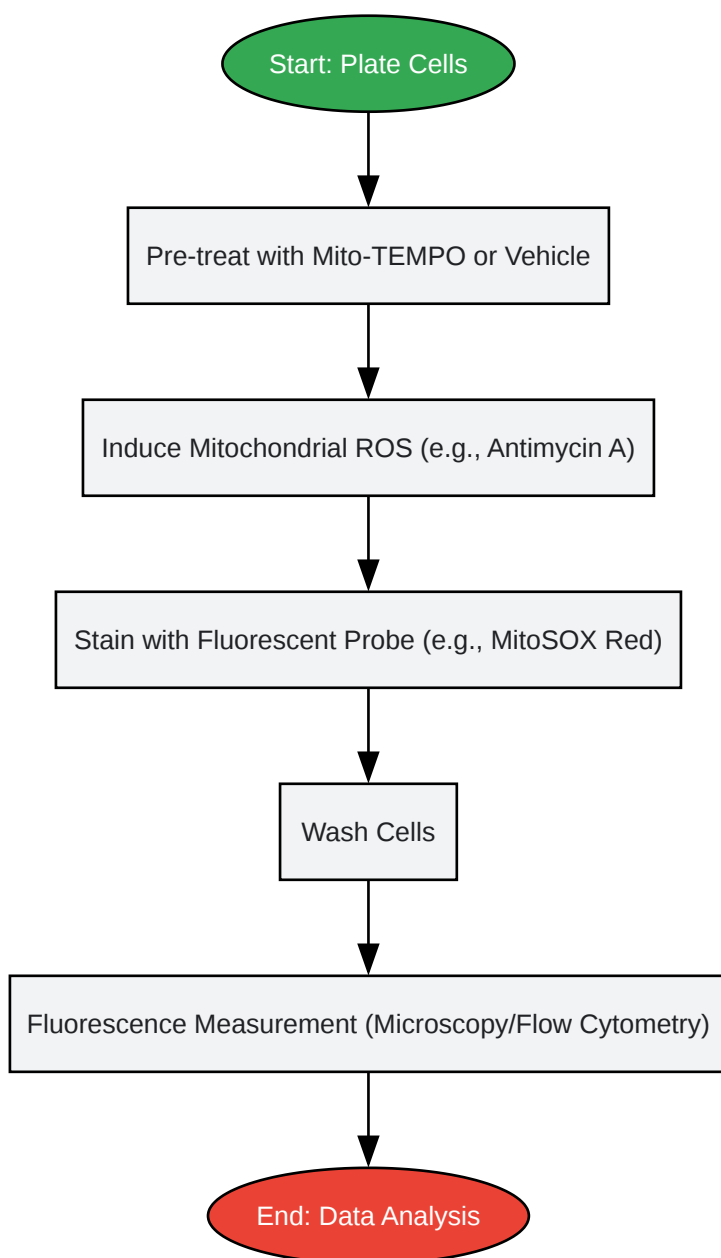 Start: Plate Cells
Pre-treat with Mito-TEMPO or Vehicle
Induce Mitochondrial ROS (e.g., Antimycin A)
Stain with Fluorescent Probe (e.g., MitoSOX Red)
Wash Cells
Fluorescence Measurement (Microscopy/Flow Cytometry)
End: Data Analysis